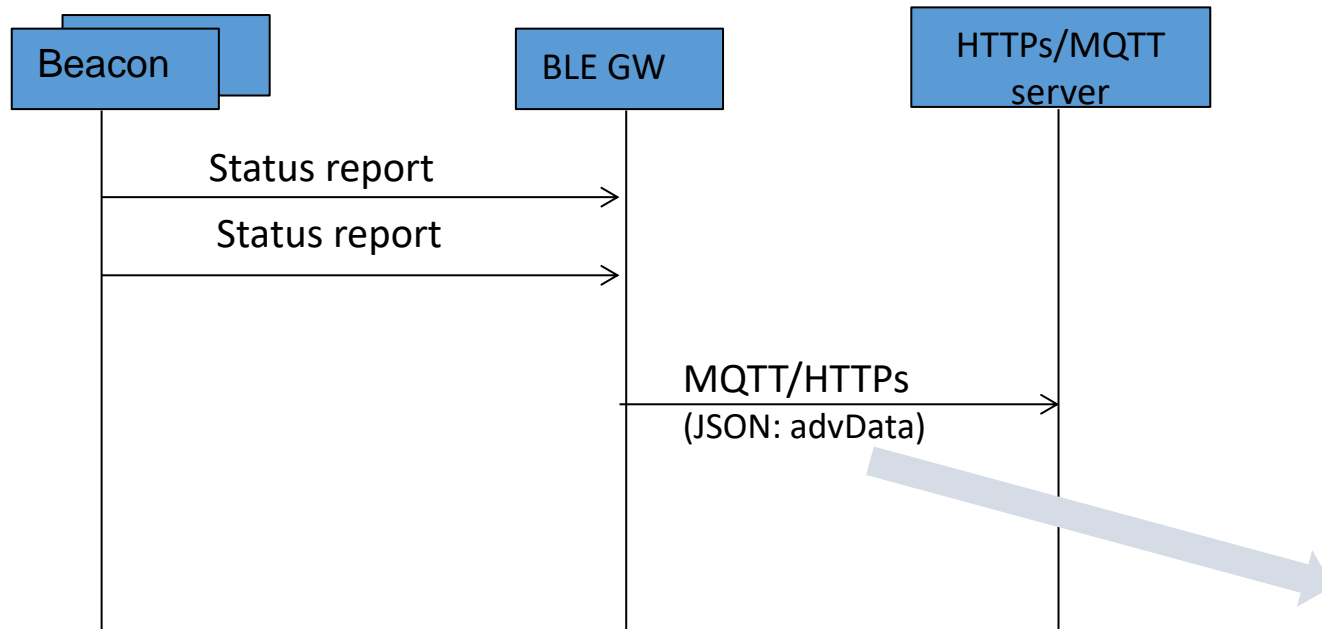 Beacon
BLE GW
HTTPs/MQTT
server
Status report
Status report
MQTT/HTTPs
(JSON: advData)